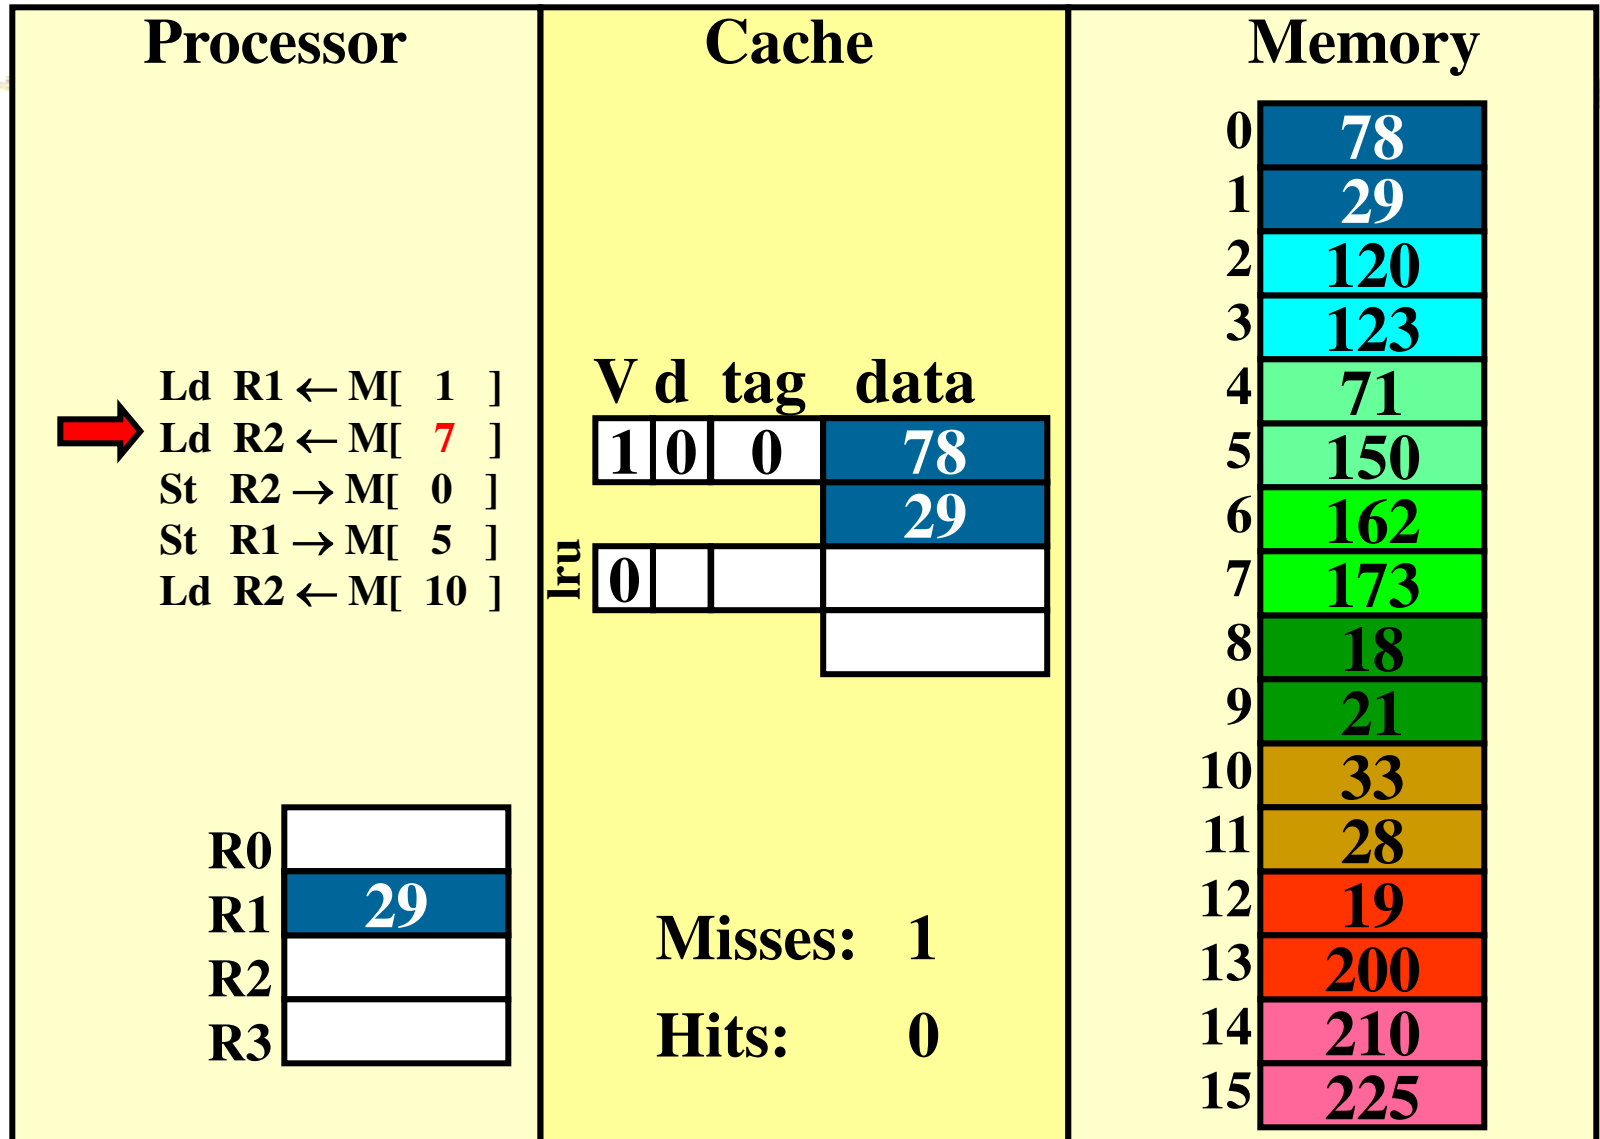 Processor
Ld R1 ← M[ 1 ]
Ld R2 ← M[ 7 ]
St R2 → M[ 0 ]
St R1 → M[ 5 ]
Ld R2 ← M[ 10 ]
R0
R1 29
R2
R3
Cache
V d tag data
1 0 0 78
29
lru
0
Misses: 1
Hits: 0
Memory
0 78
1 29
2 120
3 123
4 71
5 150
6 162
7 173
8 18
9 21
10 33
11 28
12 19
13 200
14 210
15 225